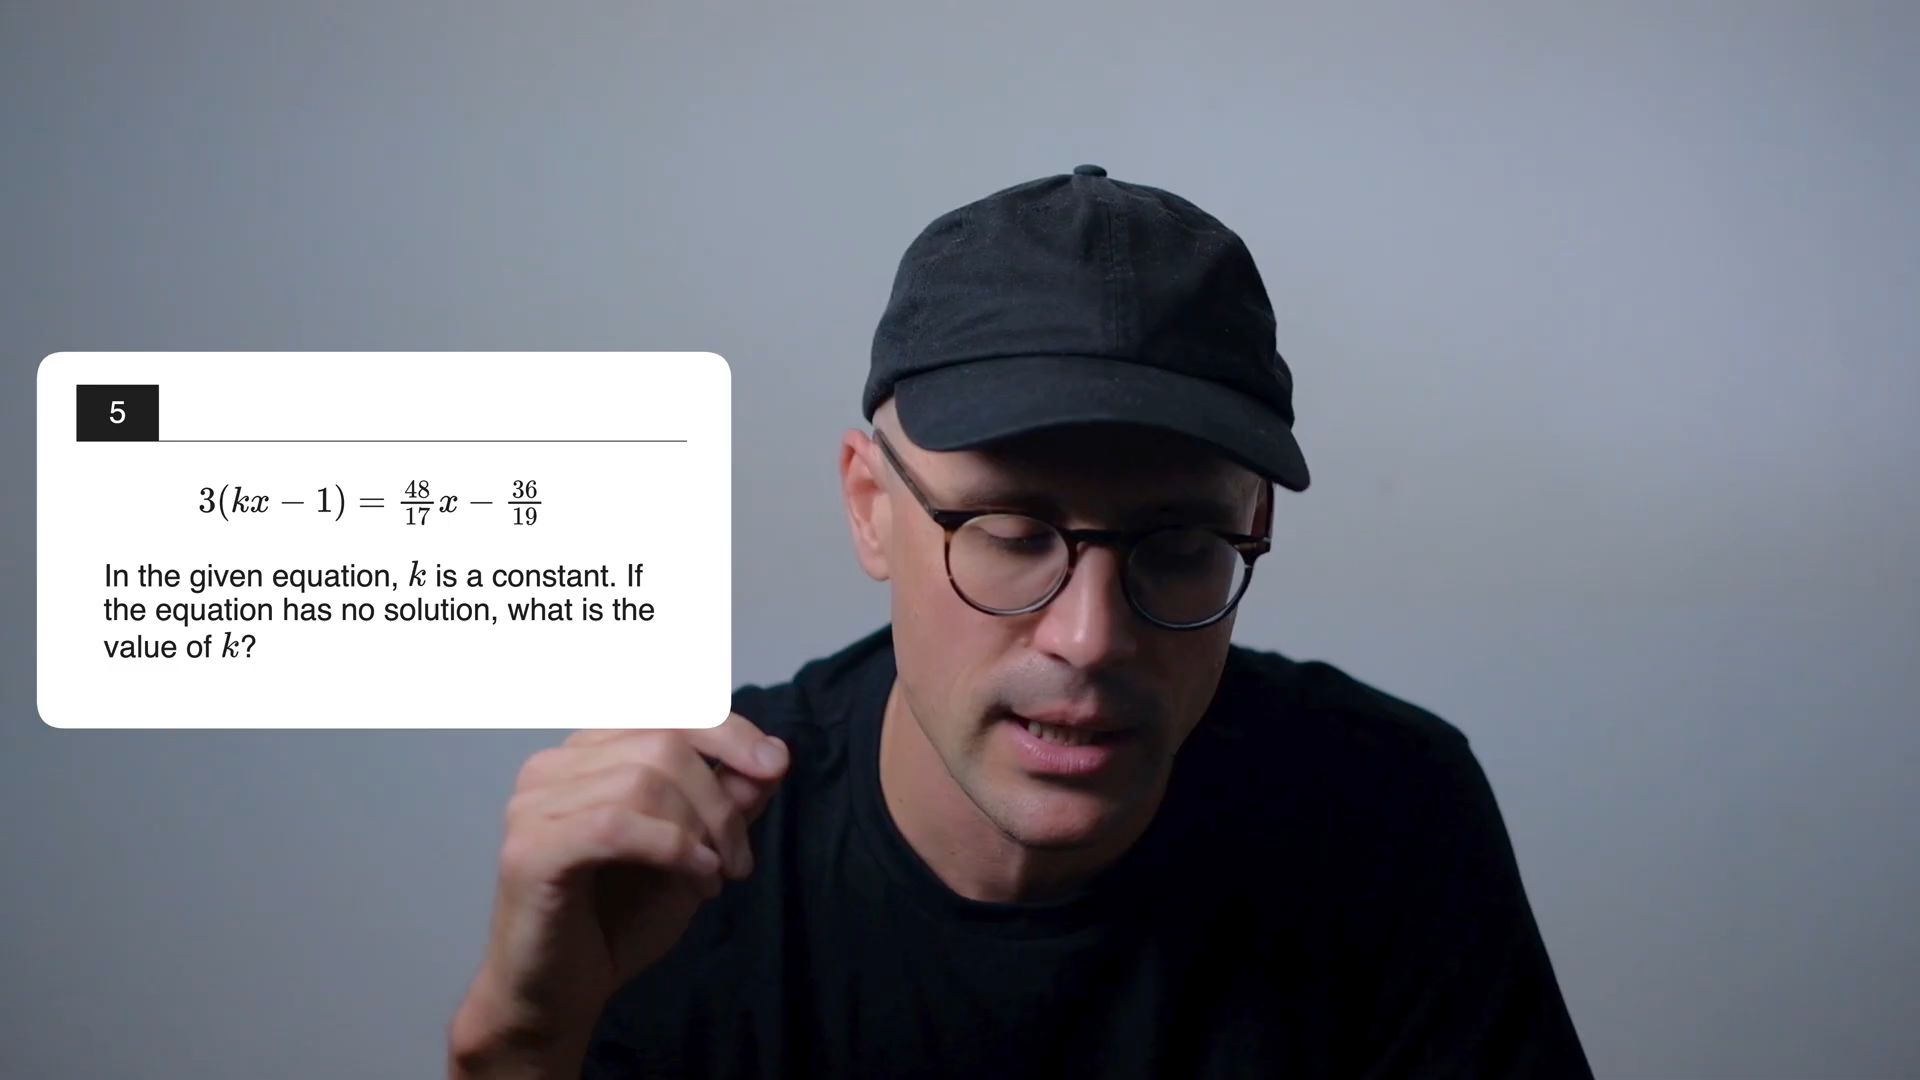 5
3(kx − 1) = 48/17 x − 36/19
In the given equation, k is a constant. If
the equation has no solution, what is the
value of k?